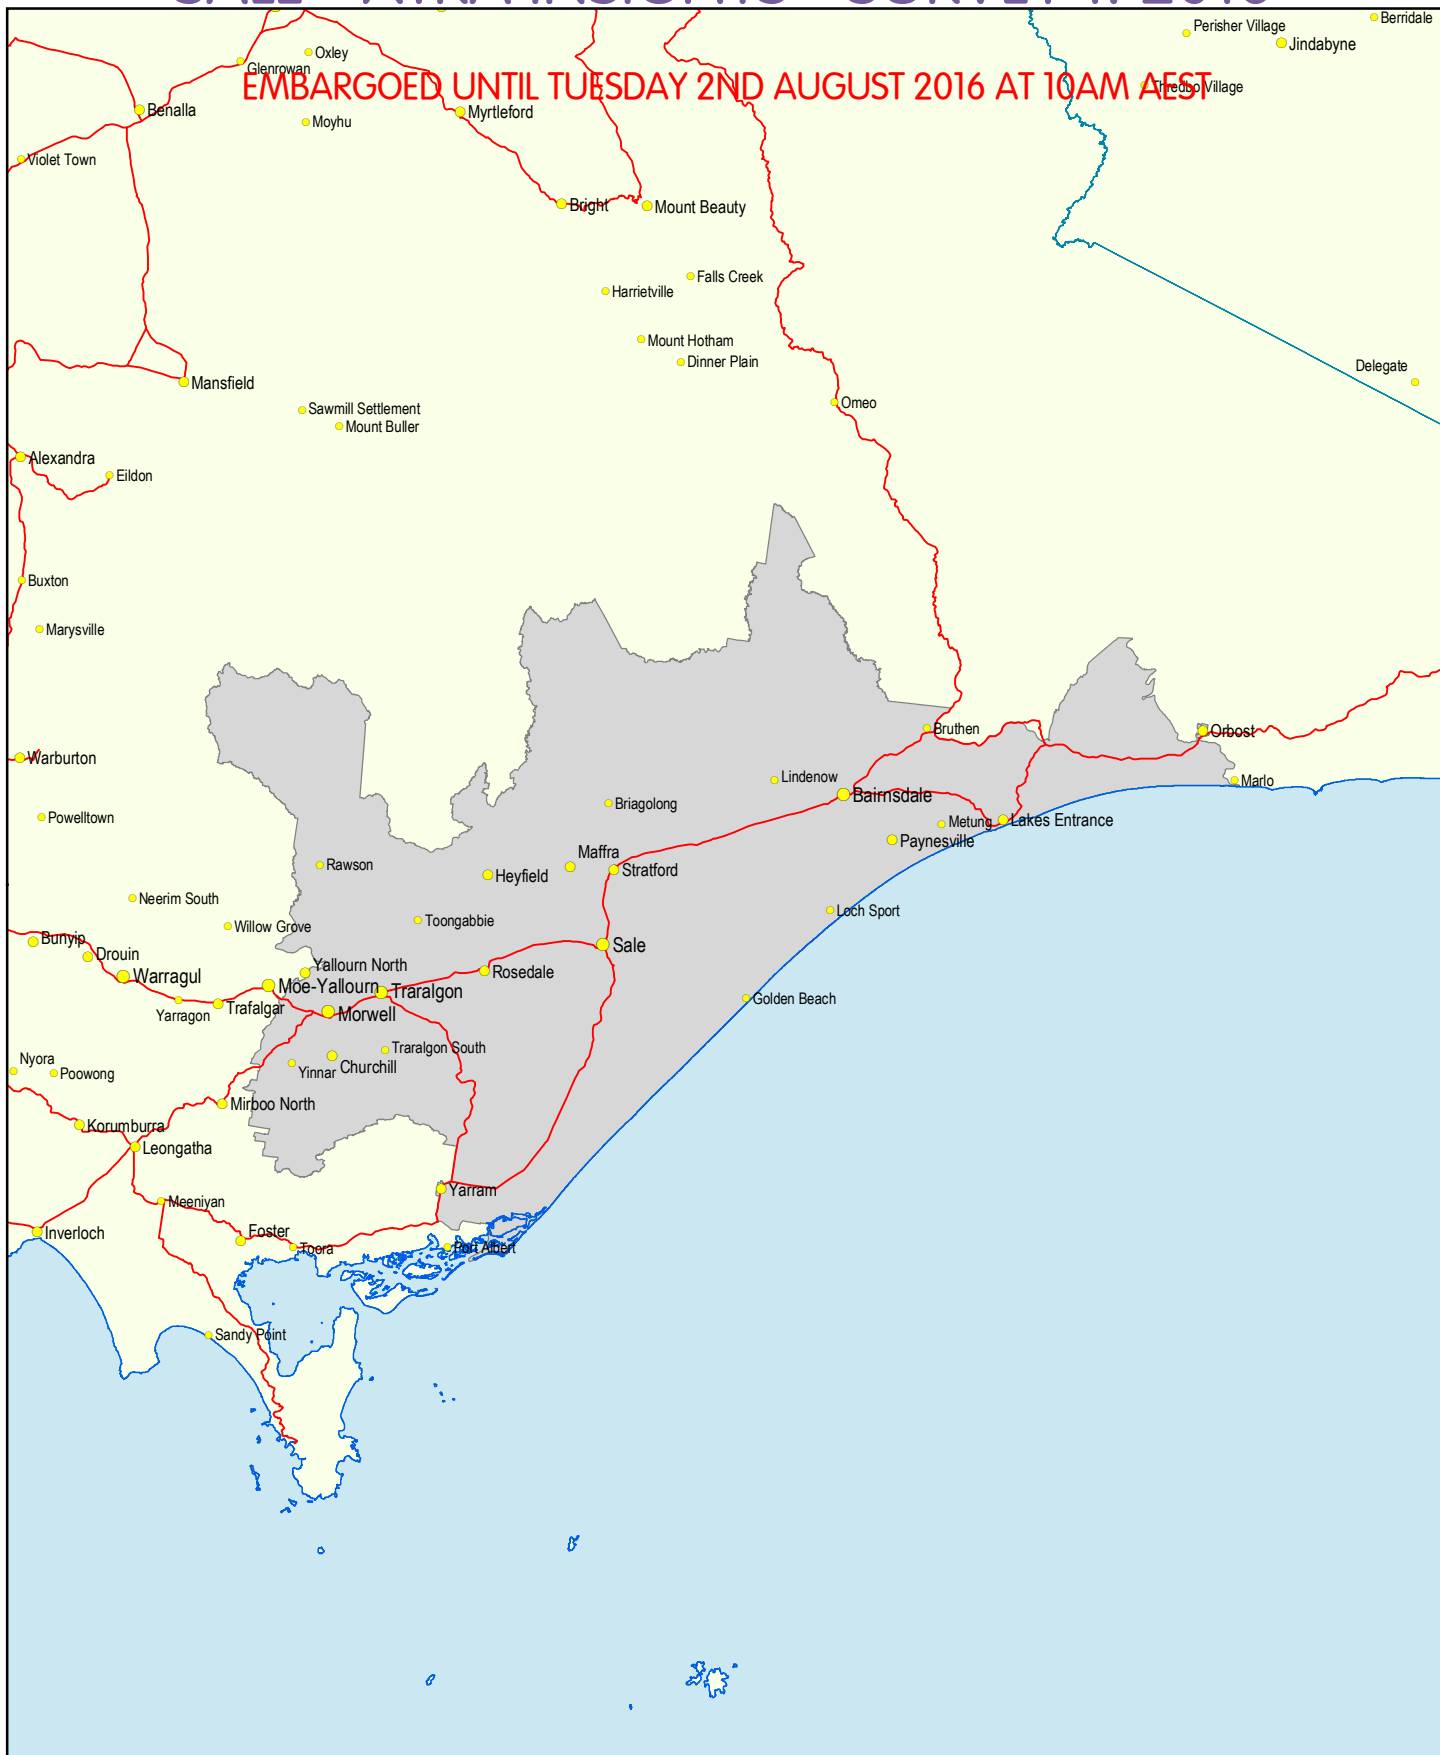 Perisher Village
Berridale
Jindabyne
Oxley
Glenrowan
EMBARGOED UNTIL TUESDAY 2ND AUGUST 2016 AT 10AM AEST
Thredbo Village
Benalla
Myrtleford
Moyhu
Violet Town
Bright
Mount Beauty
Falls Creek
Harrietville
Mount Hotham
Dinner Plain
Delegate
Mansfield
Omeo
Sawmill Settlement
Mount Buller
Alexandra
Eildon
Buxton
Marysville
Bruthen
Orbost
Warburton
Lindenow
Marlo
Bairnsdale
Briagolong
Powelltown
Metung
Lakes Entrance
Paynesville
Maffra
Rawson
Stratford
Heyfield
Neerim South
Loch Sport
Toongabbie
Willow Grove
Bunyip
Sale
Drouin
Yallourn North
Rosedale
Warragul
Moe-Yallourn
Traralgon
Golden Beach
Trafalgar
Yarragon
Morwell
Traralgon South
Nyora
Churchill
Poowong
Yinnar
Mirboo North
Korumburra
Leongatha
Yarram
Meeniyan
Inverloch
Foster
Toora
Port Albert
Sandy Point